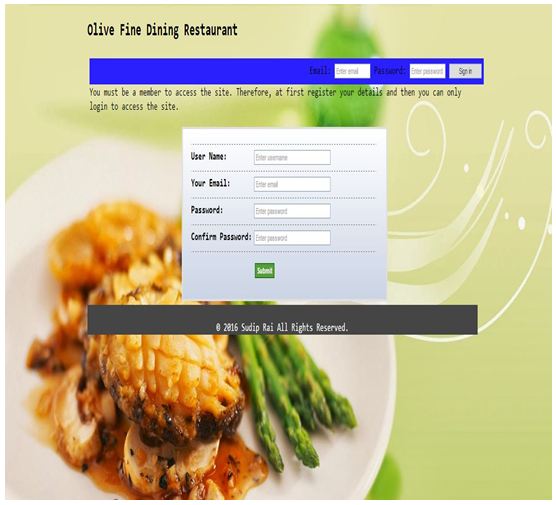 Olive Fine Dining Restaurant
Email: Enter email Password: Enter password Sign in
You must be a member to access the site. Therefore, at first register your details and then you can only
login to access the site.
User Name: Enter username
Your Email: Enter email
Password: Enter password
Confirm Password: Enter password
Submit
© 2016 Sudip Rai All Rights Reserved.